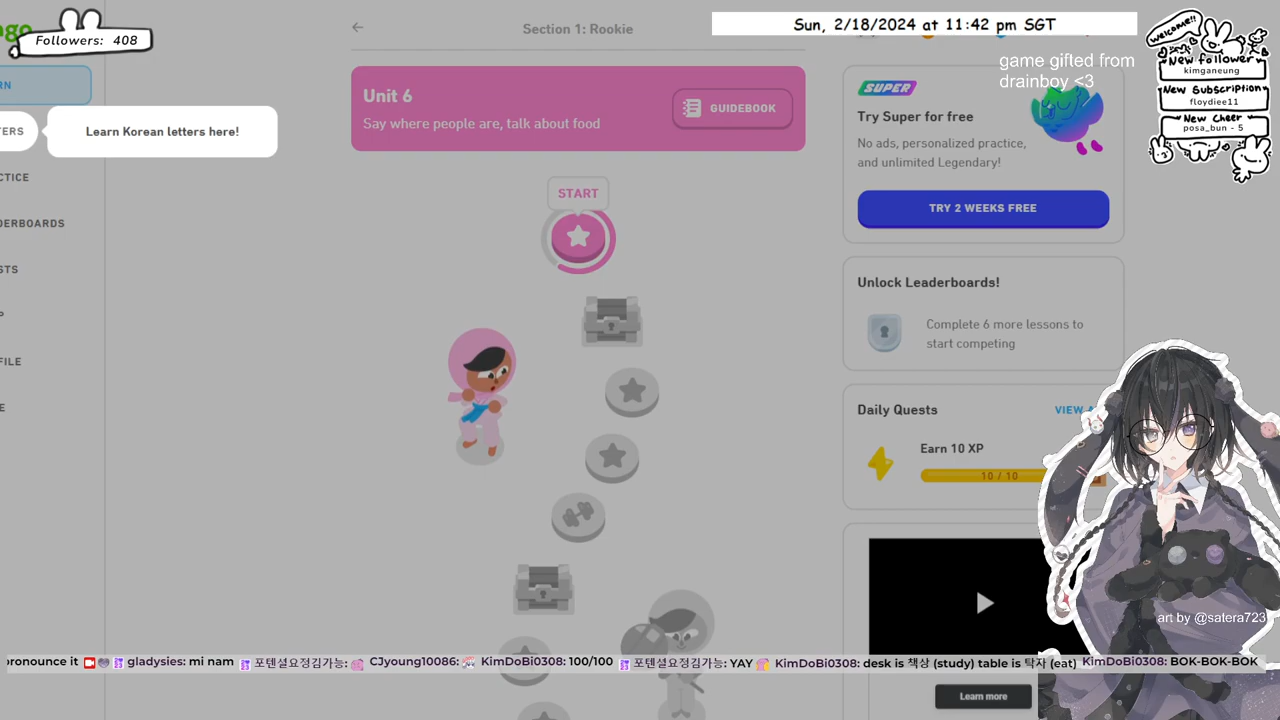 Followers: 408
Section 1: Rookie
Sun, 2/18/2024 at 11:42 pm SGT
welcome!!
New follower
kimganeung
New Subscription
floydiee11
New Cheer
posa_bun - 5
game gifted from
drainboy <3
RN
TERS
Learn Korean letters here!
CTICE
DERBOARDS
STS
P
FILE
E
Unit 6
Say where people are, talk about food
GUIDEBOOK
START
SUPER
Try Super for free
No ads, personalized practice,
and unlimited Legendary!
TRY 2 WEEKS FREE
Unlock Leaderboards!
Complete 6 more lessons to
start competing
Daily Quests
VIEW A
Earn 10 XP
10 / 10
art by @satera723
pronounce it gladysies: mi nam 포텐셜요정김가능: CJyoung10086: KimDoBi0308: 100/100 포텐셜요정김가능: YAY KimDoBi0308: desk is 책상 (study) table is 탁자 (eat) KimDoBi0308: BOK-BOK-BOK
Learn more